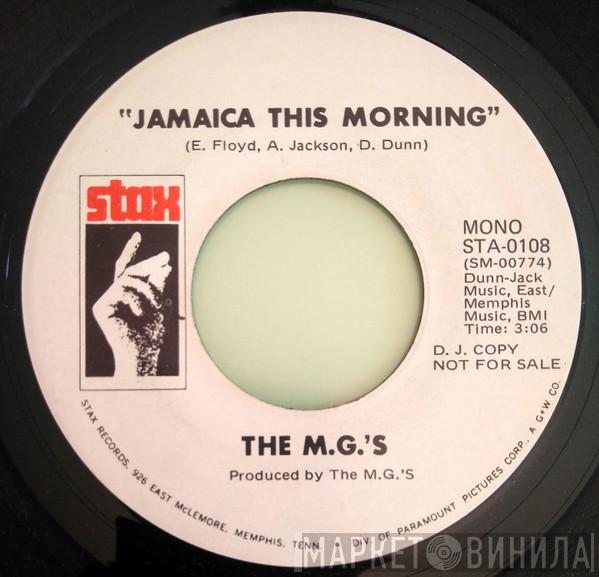 "JAMAICA THIS MORNING"
(E. Floyd, A. Jackson, D. Dunn)
stax
MONO
STA-0108
(SM-00774)
Dunn-Jack
Music, East/
Memphis
Music, BMI
Time: 3:06
D. J. COPY
NOT FOR SALE
THE M.G.'S
Produced by The M.G.'S
STAX RECORDS, 926 EAST McLEMORE, MEMPHIS, TENN. DIV. OF PARAMOUNT PICTURES CORP., A G+W CO.
МАРКЕТ ВИНИЛА